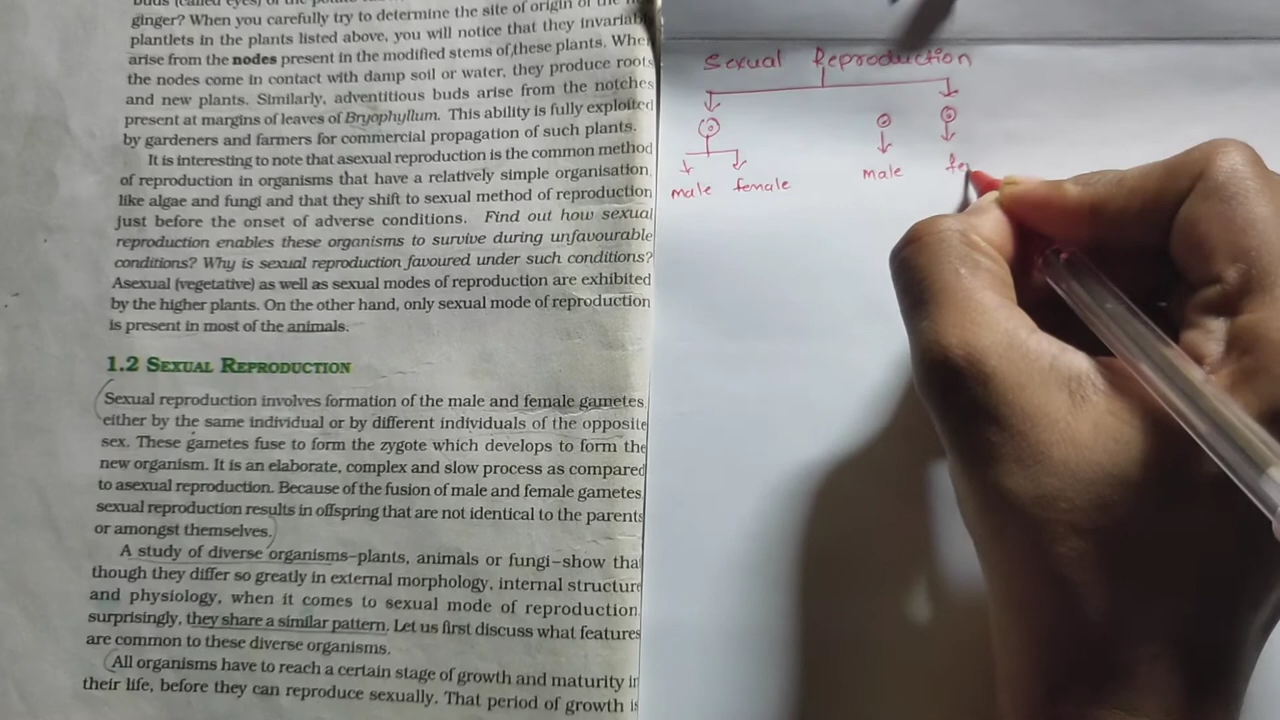 buds (called eyes) of the
ginger? When you carefully try to determine the site of origin of the
plantlets in the plants listed above, you will notice that they invariab
arise from the nodes present in the modified stems of these plants. Whe
the nodes come in contact with damp soil or water, they produce roots
and new plants. Similarly, adventitious buds arise from the notches
present at margins of leaves of Bryophyllum. This ability is fully exploited
by gardeners and farmers for commercial propagation of such plants.
It is interesting to note that asexual reproduction is the common method
of reproduction in organisms that have a relatively simple organisation,
like algae and fungi and that they shift to sexual method of reproduction
just before the onset of adverse conditions. Find out how sexual
reproduction enables these organisms to survive during unfavourable
conditions? Why is sexual reproduction favoured under such conditions?
Asexual (vegetative) as well as sexual modes of reproduction are exhibited
by the higher plants. On the other hand, only sexual mode of reproduction
is present in most of the animals.
1.2 SEXUAL REPRODUCTION
Sexual reproduction involves formation of the male and female gametes,
either by the same individual or by different individuals of the opposite
sex. These gametes fuse to form the zygote which develops to form the
new organism. It is an elaborate, complex and slow process as compared
to asexual reproduction. Because of the fusion of male and female gametes,
sexual reproduction results in offspring that are not identical to the parents
or amongst themselves.
A study of diverse organisms–plants, animals or fungi–show tha
though they differ so greatly in external morphology, internal structure
and physiology, when it comes to sexual mode of reproduction,
surprisingly, they share a similar pattern. Let us first discuss what features
are common to these diverse organisms.
All organisms have to reach a certain stage of growth and maturity in
their life, before they can reproduce sexually. That period of growth is
Sexual Reproduction
male female male fe